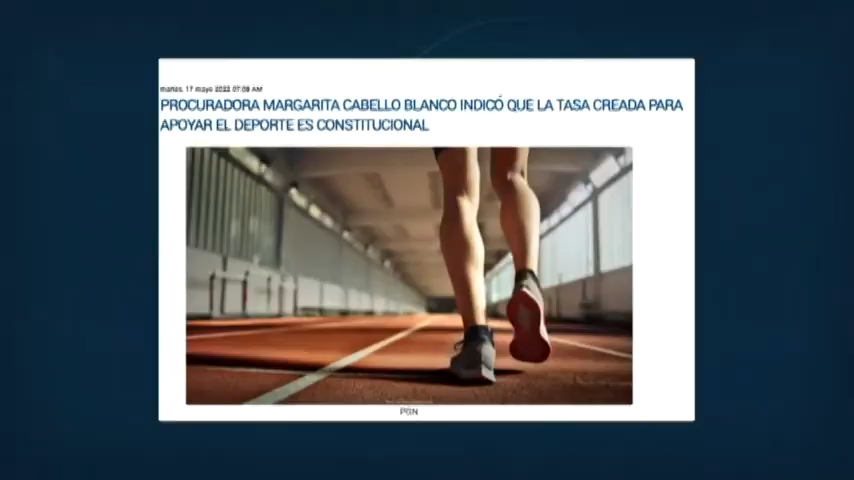 martes, 17 mayo 2022 07:09 AM
PROCURADORA MARGARITA CABELLO BLANCO INDICÓ QUE LA TASA CREADA PARA
APOYAR EL DEPORTE ES CONSTITUCIONAL
PGN